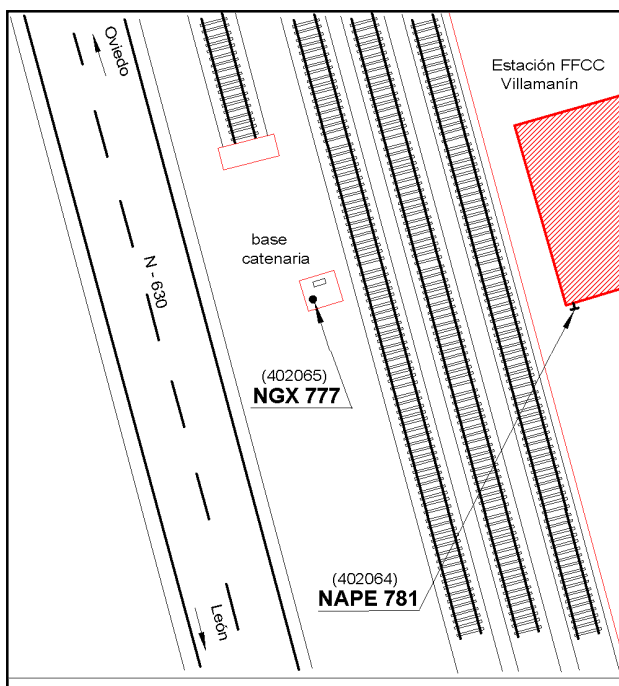 Oviedo
Estación FFCC
Villamanín
base
catenaria
N - 630
(402065)
NGX 777
(402064)
NAPE 781
León